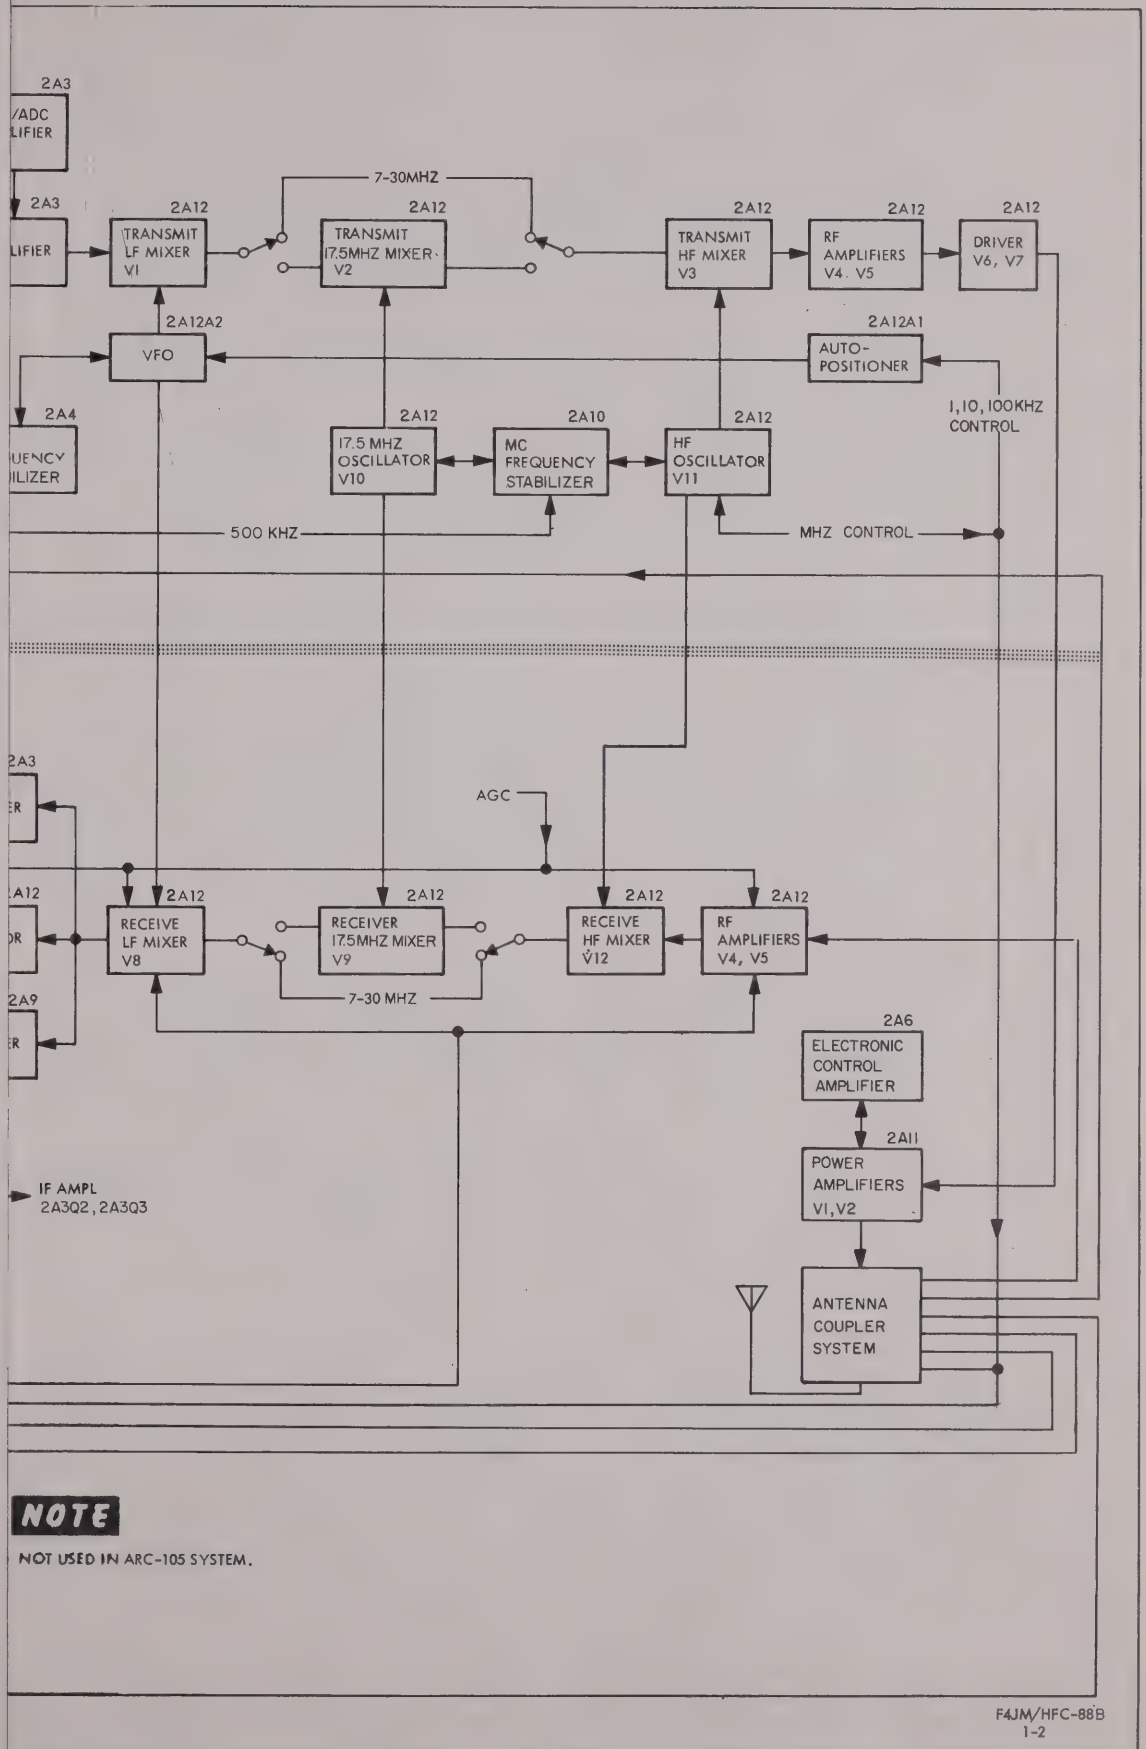 2A3
/ADC
LIFIER
7-30MHZ
2A3
LIFIER
2A12
TRANSMIT
LF MIXER
V1
2A12
TRANSMIT
17.5MHZ MIXER
V2
2A12
TRANSMIT
HF MIXER
V3
2A12
RF
AMPLIFIERS
V4. V5
2A12
DRIVER
V6, V7
2A12A2
VFO
2A12A1
AUTO-
POSITIONER
1,10,100KHZ
CONTROL
2A4
UENCY
ILIZER
2A12
17.5 MHZ
OSCILLATOR
V10
2A10
MC
FREQUENCY
STABILIZER
2A12
HF
OSCILLATOR
V11
500 KHZ
MHZ CONTROL
2A3
ER
AGC
2A12
OR
2A12
RECEIVE
LF MIXER
V8
2A12
RECEIVER
17.5MHZ MIXER
V9
2A12
RECEIVE
HF MIXER
V12
2A12
RF
AMPLIFIERS
V4, V5
7-30 MHZ
2A9
ER
2A6
ELECTRONIC
CONTROL
AMPLIFIER
2A11
POWER
AMPLIFIERS
V1,V2
IF AMPL
2A3Q2, 2A3Q3
ANTENNA
COUPLER
SYSTEM
NOTE
NOT USED IN ARC-105 SYSTEM.
F4JM/HFC-88B
1-2